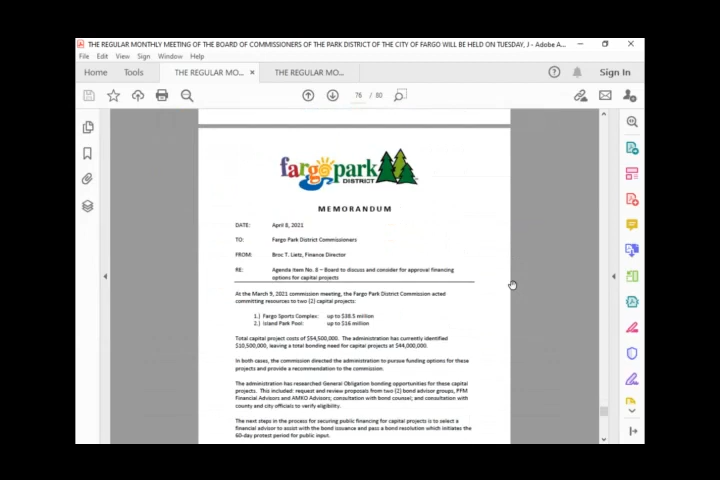 THE REGULAR MONTHLY MEETING OF THE BOARD OF COMMISSIONERS OF THE PARK DISTRICT OF THE CITY OF FARGO WILL BE HELD ON TUESDAY, J - Adobe A...
File Edit View Sign Window Help
Home Tools THE REGULAR MO... × THE REGULAR MO... Sign In
76 / 80
fargo park
DISTRICT
MEMORANDUM
DATE: April 8, 2021
TO: Fargo Park District Commissioners
FROM: Broc T. Lietz, Finance Director
RE: Agenda Item No. 8 – Board to discuss and consider for approval financing
options for capital projects
At the March 9, 2021 commission meeting, the Fargo Park District Commission acted
committing resources to two (2) capital projects:
1.) Fargo Sports Complex: up to $38.5 million
2.) Island Park Pool: up to $16 million
Total capital project costs of $54,500,000. The administration has currently identified
$10,500,000, leaving a total bonding need for capital projects at $44,000,000.
In both cases, the commission directed the administration to pursue funding options for these
projects and provide a recommendation to the commission.
The administration has researched General Obligation bonding opportunities for these capital
projects. This included: request and review proposals from two (2) bond advisor groups, PFM
Financial Advisors and AMKO Advisors; consultation with bond counsel; and consultation with
county and city officials to verify eligibility.
The next steps in the process for securing public financing for capital projects is to select a
financial advisor to assist with the bond issuance and pass a bond resolution which initiates the
60-day protest period for public input.